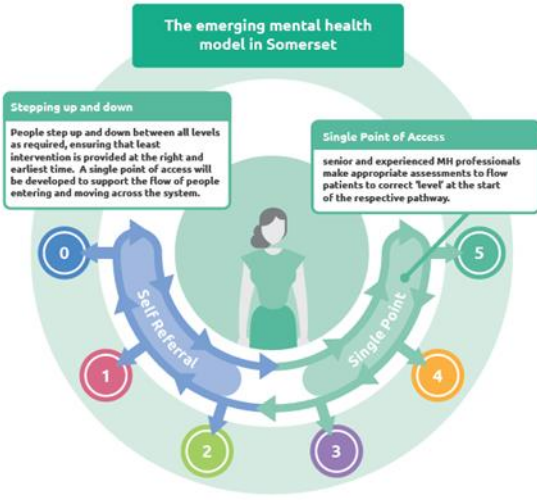 The emerging mental health
model in Somerset
Stepping up and down
People step up and down between all levels
as required, ensuring that least
intervention is provided at the right and
earliest time. A single point of access will
be developed to support the flow of people
entering and moving across the system.
Single Point of Access
senior and experienced MH professionals
make appropriate assessments to flow
patients to correct 'level' at the start
of the respective pathway.
0
1
2
3
4
5
Self Referral
Single Point